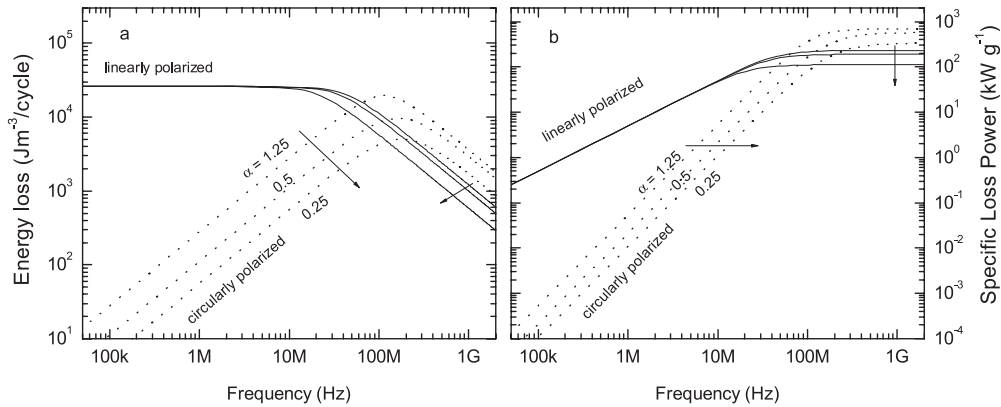 a
linearly polarized
α = 1.25
0.5
0.25
circularly polarized
Energy loss (Jm⁻³/cycle)
10⁵
10⁴
10³
10²
10¹
100k
1M
10M
100M
1G
Frequency (Hz)
b
linearly polarized
α = 1.25
0.5
0.25
circularly polarized
10³
10²
10¹
10⁰
10⁻¹
10⁻²
10⁻³
10⁻⁴
Specific Loss Power (kW g⁻¹)
100k
1M
10M
100M
1G
Frequency (Hz)